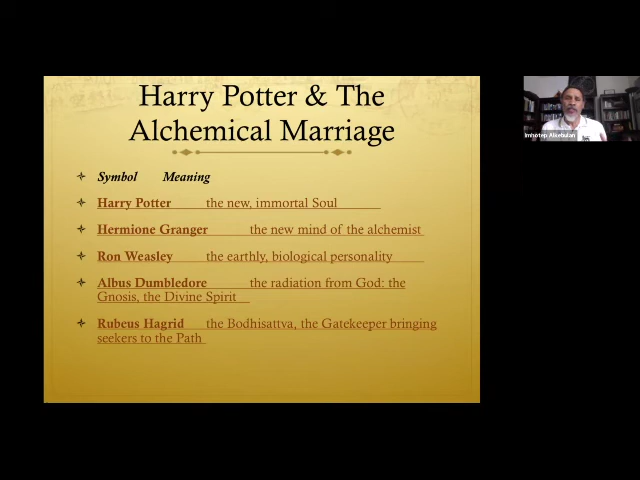 Harry Potter & The
Alchemical Marriage
Symbol Meaning
Harry Potter the new, immortal Soul
Hermione Granger the new mind of the alchemist
Ron Weasley the earthly, biological personality
Albus Dumbledore the radiation from God: the
Gnosis, the Divine Spirit
Rubeus Hagrid the Bodhisattva, the Gatekeeper bringing
seekers to the Path
Imhotep Alkebulan